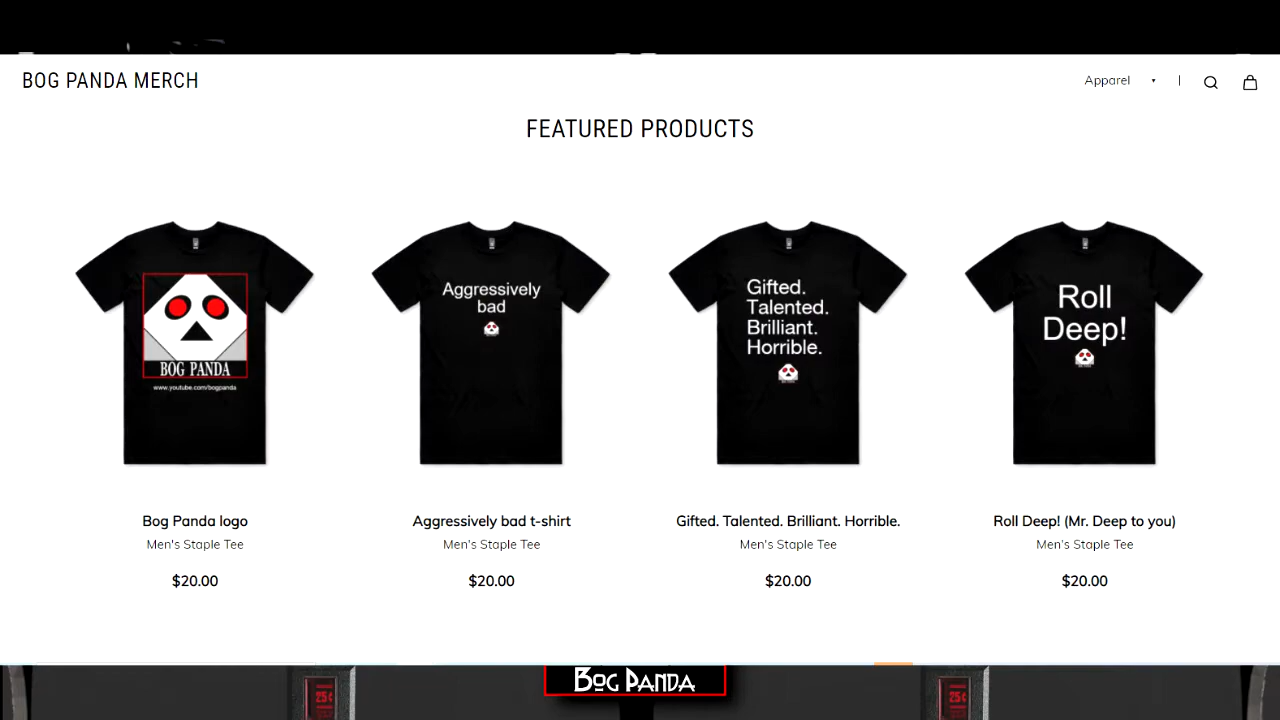 BOG PANDA MERCH
Apparel
FEATURED PRODUCTS
BOG PANDA
www.youtube.com/bogpanda
Aggressively
bad
Gifted.
Talented.
Brilliant.
Horrible.
Roll
Deep!
Bog Panda logo
Men's Staple Tee
$20.00
Aggressively bad t-shirt
Men's Staple Tee
$20.00
Gifted. Talented. Brilliant. Horrible.
Men's Staple Tee
$20.00
Roll Deep! (Mr. Deep to you)
Men's Staple Tee
$20.00
25¢
BOG PANDA
25¢